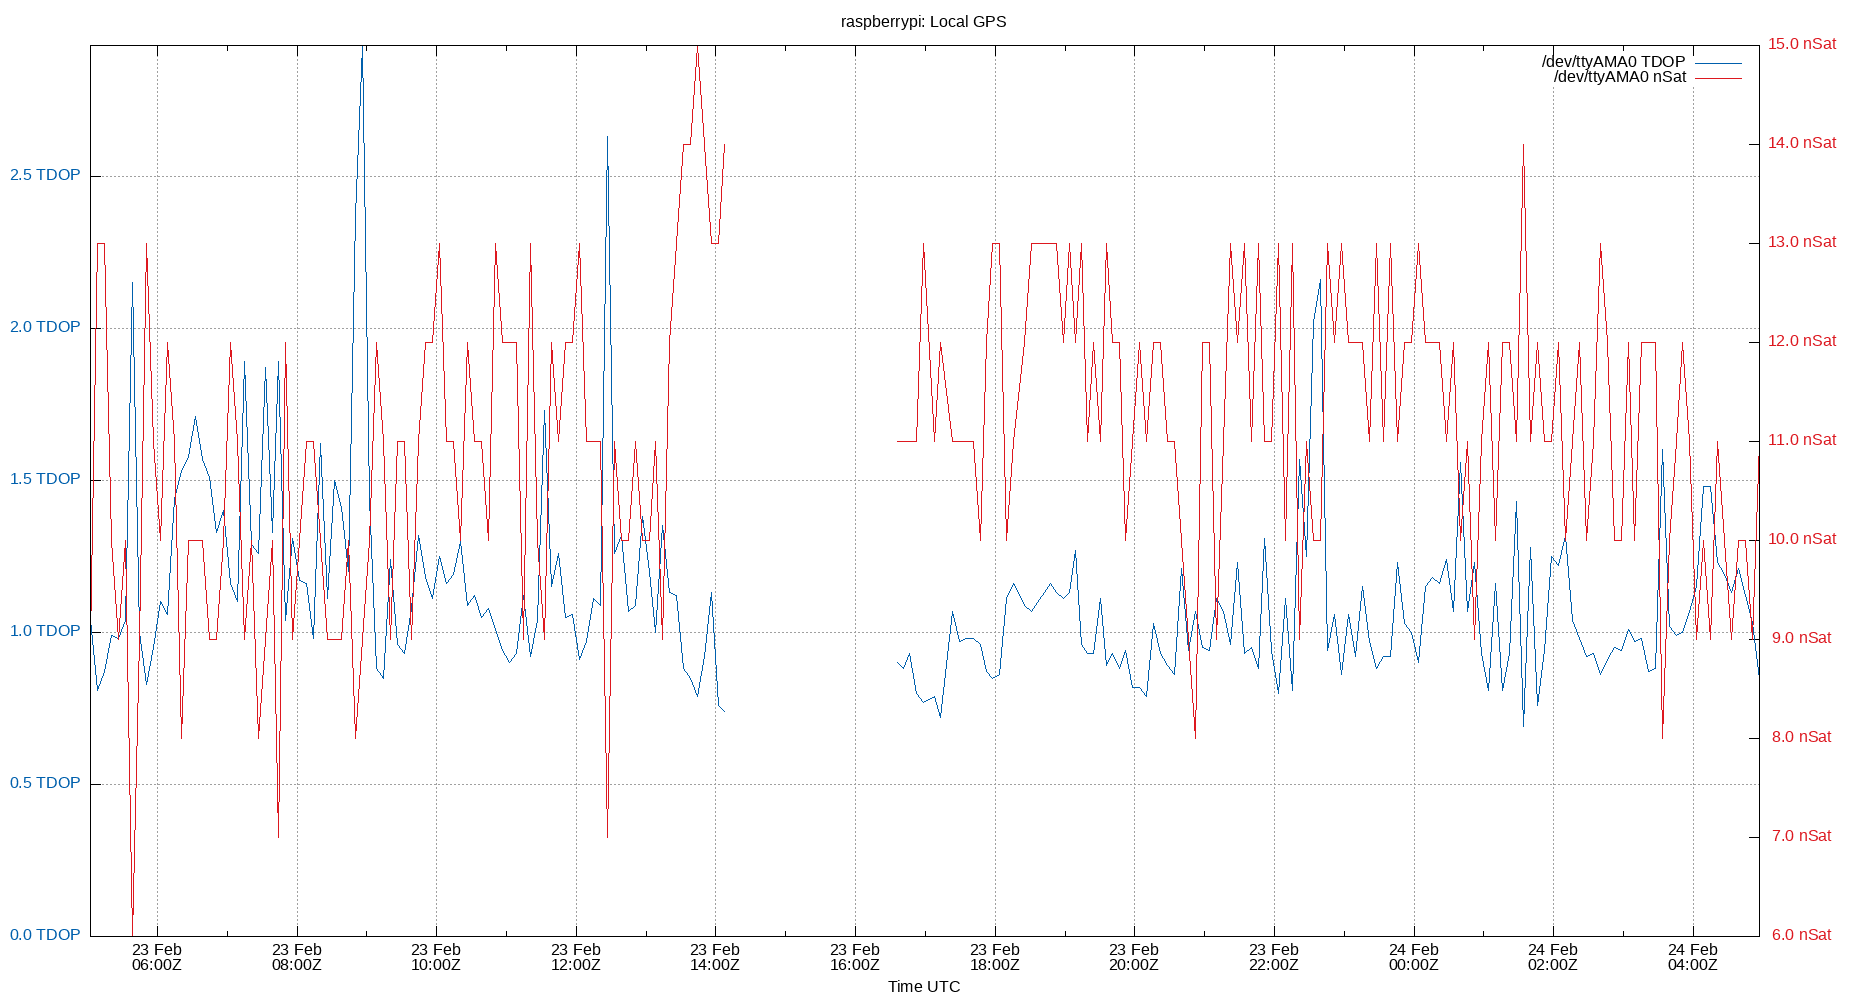 raspberrypi: Local GPS
/dev/ttyAMA0 TDOP
/dev/ttyAMA0 nSat
2.5 TDOP
2.0 TDOP
1.5 TDOP
1.0 TDOP
0.5 TDOP
0.0 TDOP
15.0 nSat
14.0 nSat
13.0 nSat
12.0 nSat
11.0 nSat
10.0 nSat
9.0 nSat
8.0 nSat
7.0 nSat
6.0 nSat
23 Feb 23 Feb 23 Feb 23 Feb 23 Feb 23 Feb 23 Feb 23 Feb 23 Feb 24 Feb 24 Feb 24 Feb
06:00Z 08:00Z 10:00Z 12:00Z 14:00Z 16:00Z 18:00Z 20:00Z 22:00Z 00:00Z 02:00Z 04:00Z
Time UTC